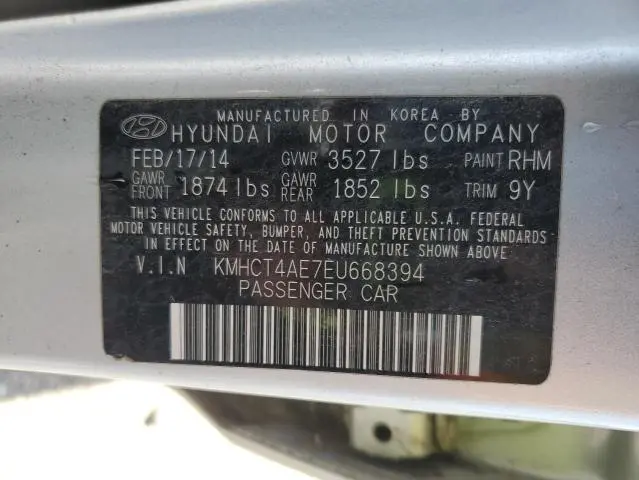 MANUFACTURED IN KOREA BY
HYUNDAI MOTOR COMPANY
FEB/17/14 GVWR 3527 lbs PAINT RHM
GAWR FRONT 1874 lbs GAWR REAR 1852 lbs TRIM 9Y
THIS VEHICLE CONFORMS TO ALL APPLICABLE U.S.A. FEDERAL
MOTOR VEHICLE SAFETY, BUMPER, AND THEFT PREVENTION STANDARDS
IN EFFECT ON THE DATE OF MANUFACTURE SHOWN ABOVE
V.I.N KMHCT4AE7EU668394
PASSENGER CAR